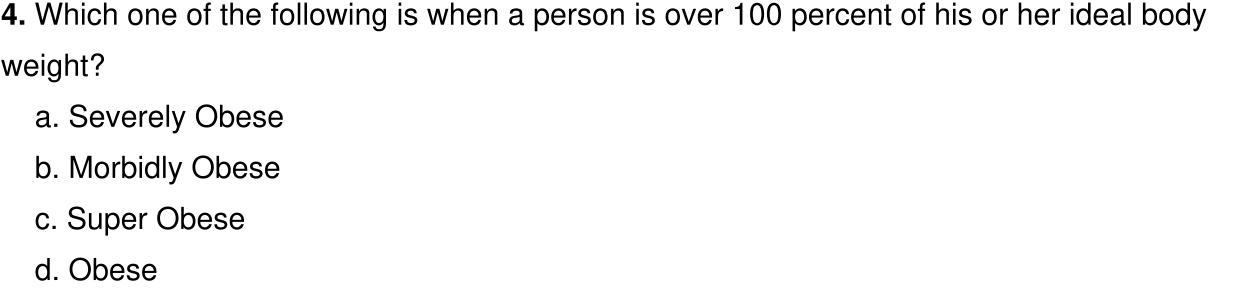 4. Which one of the following is when a person is over 100 percent of his or her ideal body
weight?
a. Severely Obese
b. Morbidly Obese
c. Super Obese
d. Obese